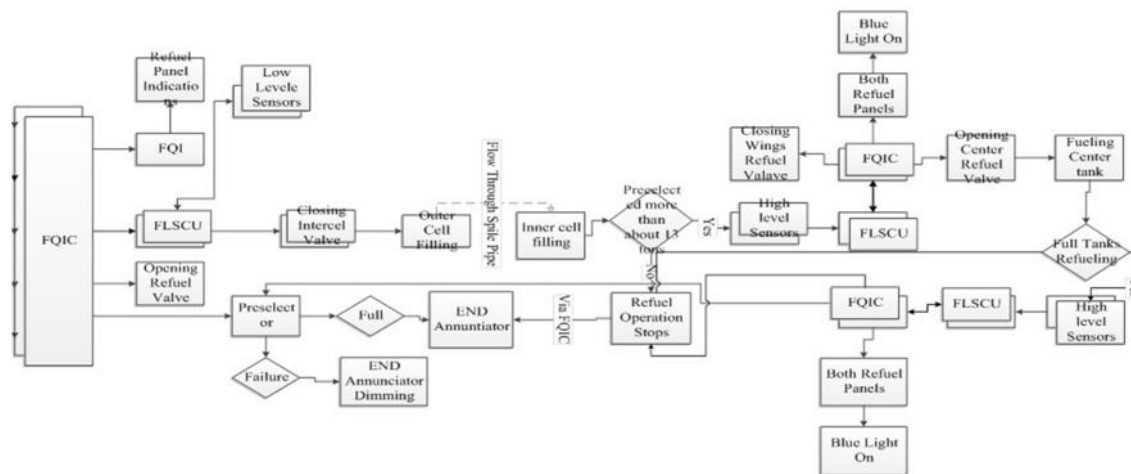 Blue
Light On
Refuel
Panel
Indicatio
ns
Low
Levele
Sensors
Both
Refuel
Panels
FQI
Closing
Wings
Refuel
Valave
FQIC
Opening
Center
Refuel
Valve
Fueling
Center
tank
Flow Through Spile Pipe
Preselect
ed more
than
about 13
tons
FQIC
FLSCU
Closing
Intercel
Valve
Outer
Cell
Filling
Inner cell
filling
Yes
High
level Sensors
FLSCU
Full Tanks
Refueling
No
Opening
Refuel
Valve
Preselect
or
Full
END
Annuntiator
Via FQIC
Refuel
Operation
Stops
FQIC
FLSCU
High
level
Sensors
Failure
END
Annunciator
Dimming
Both Refuel
Panels
Blue Light
On